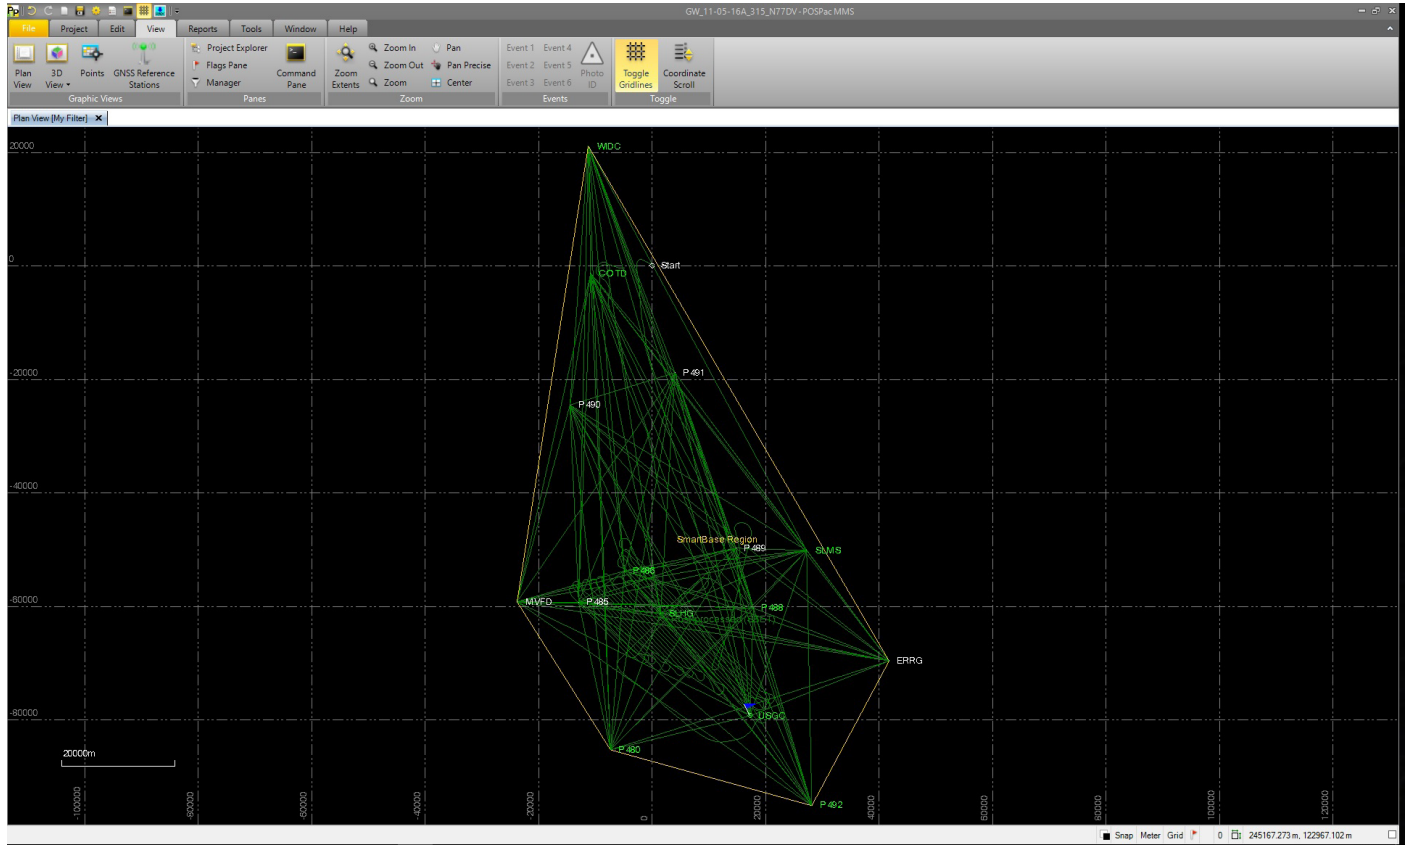 GW_11-05-16A_315_N77DV - POSPac MMS
File Project Edit View Reports Tools Window Help
Plan View
3D View
Points
GNSS Reference Stations
Graphic Views
Project Explorer
Flags Pane
Manager
Command Pane
Panes
Zoom Extents
Zoom In
Zoom Out
Zoom
Pan
Pan Precise
Center
Zoom
Event 1 Event 4
Event 2 Event 5
Event 3 Event 6
Photo ID
Events
Toggle Gridlines
Coordinate Scroll
Toggle
Plan View [My Filter]
20000
WIDC
0
Start
COTD
-20000
P491
P490
-40000
SmartBase Region
P489
SLMS
P486
-60000
MVFD
P485
SLHG
P488
ERRG
-80000
USGC
P480
20000m
P492
-100000 -80000 -60000 -40000 -20000 0 20000 40000 60000 80000 100000 120000
Snap Meter Grid 0 245167.273 m, 122967.102 m